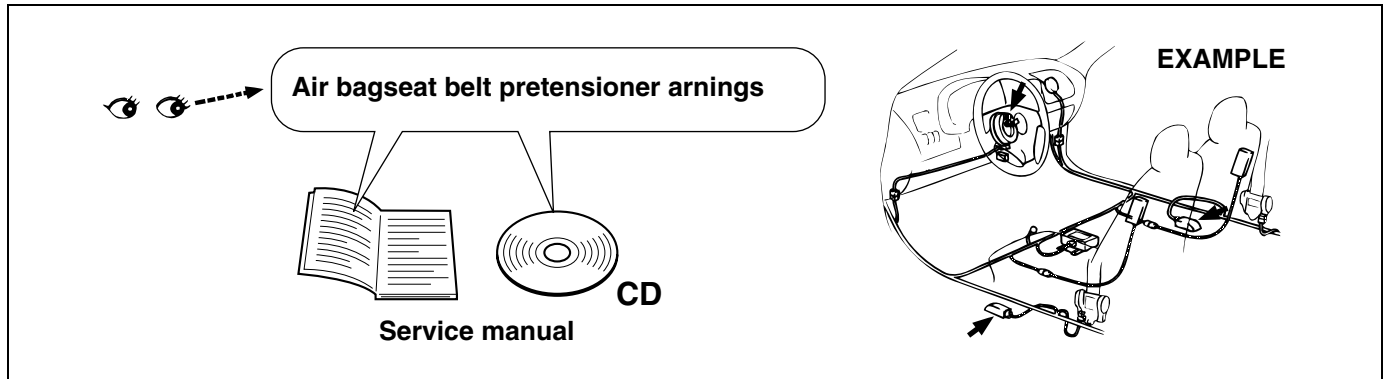 Air bagseat belt pretensioner arnings
EXAMPLE
CD
Service manual